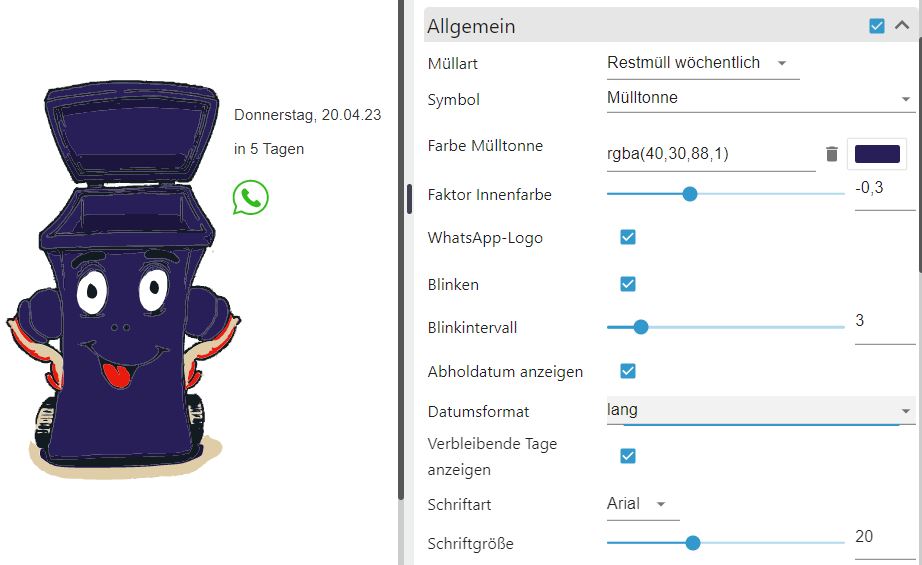 Donnerstag, 20.04.23
in 5 Tagen
Allgemein
Müllart Restmüll wöchentlich
Symbol Mülltonne
Farbe Mülltonne rgba(40,30,88,1)
Faktor Innenfarbe -0,3
WhatsApp-Logo
Blinken
Blinkintervall 3
Abholdatum anzeigen
Datumsformat lang
Verbleibende Tage
anzeigen
Schriftart Arial
Schriftgröße 20